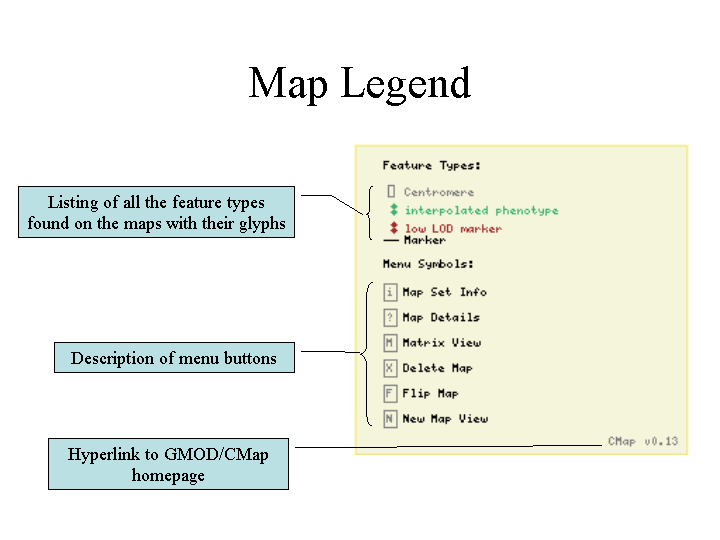 Map Legend
Listing of all the feature types
found on the maps with their glyphs
Feature Types:
Centromere
interpolated phenotype
low LOD marker
Marker
Menu Symbols:
i Map Set Info
? Map Details
M Matrix View
X Delete Map
F Flip Map
N New Map View
Description of menu buttons
CMap v0.13
Hyperlink to GMOD/CMap
homepage